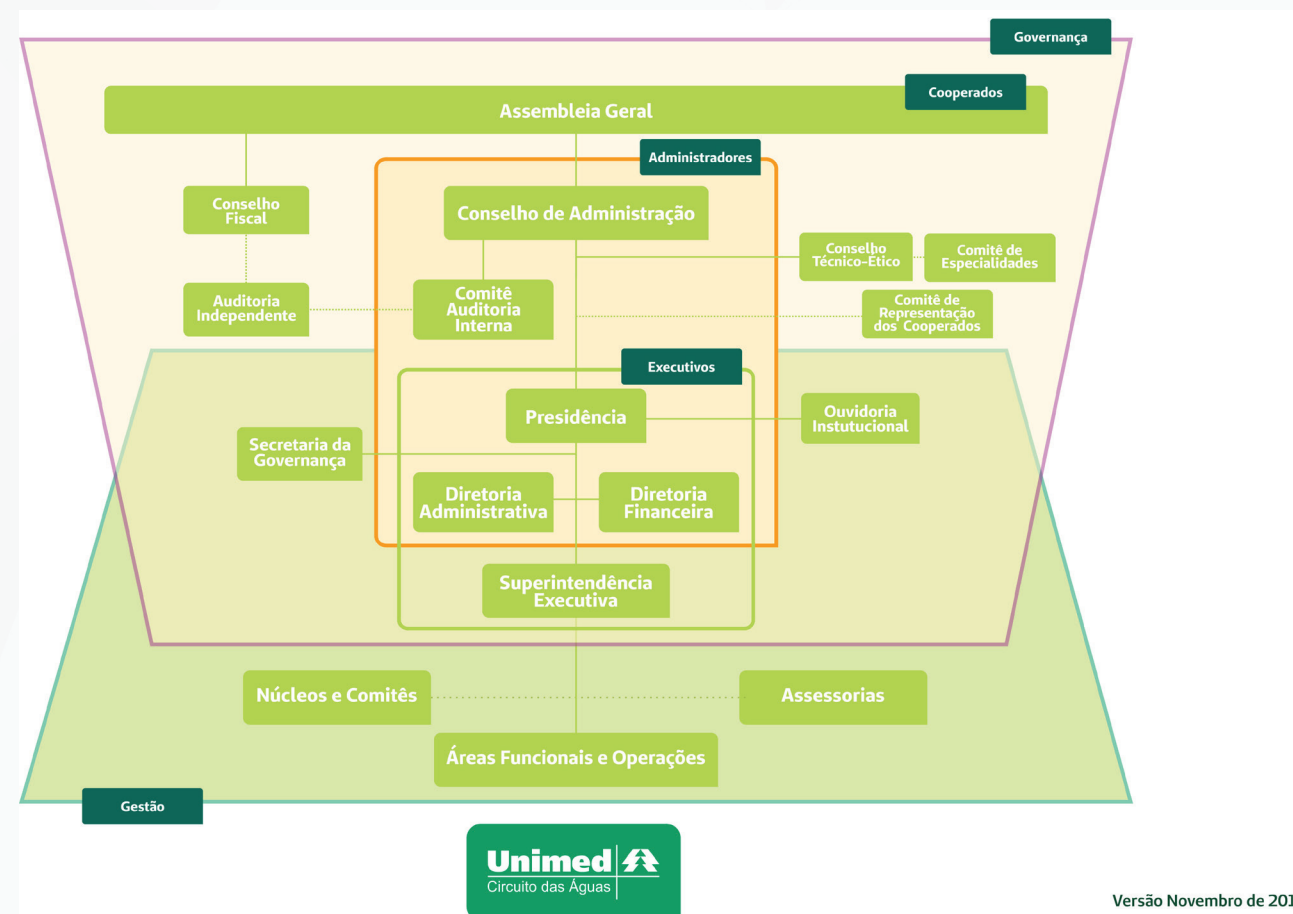 Governança
Cooperados
Assembleia Geral
Administradores
Conselho
Fiscal
Conselho de Administração
Conselho
Técnico-Ético
Comitê de
Especialidades
Auditoria
Independente
Comitê
Auditoria
Interna
Comitê de
Representação
dos Cooperados
Executivos
Presidência
Ouvidoria
Instutucional
Secretaria da
Governança
Diretoria
Administrativa
Diretoria
Financeira
Superintendência
Executiva
Núcleos e Comitês
Assessorias
Áreas Funcionais e Operações
Gestão
Unimed
Circuito das Águas
Versão Novembro de 201